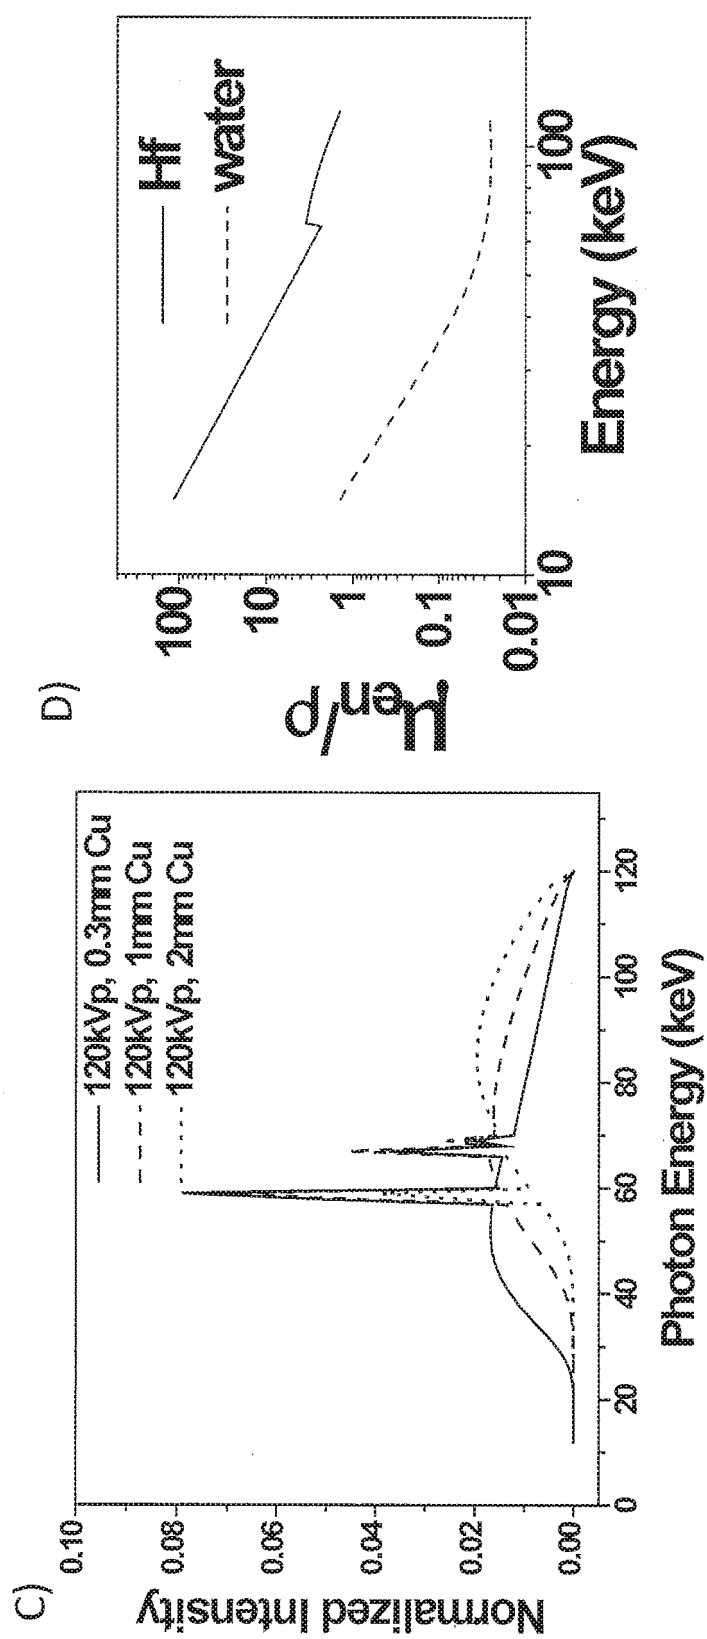 C)
Normalized Intensity
0.10
0.08
0.06
0.04
0.02
0.00
120kVp, 0.3mm Cu
120kVp, 1mm Cu
120kVp, 2mm Cu
0
20
40
60
80
100
120
Photon Energy (keV)
D)
μen/ρ
100
10
1
0.1
0.01
Hf
water
10
100
Energy (keV)